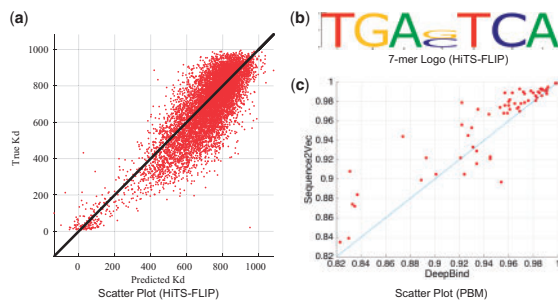 (a)
1000
800
600
400
200
0
True Kd
0 200 400 600 800 1000
Predicted Kd
Scatter Plot (HiTS-FLIP)
(b)
TGAGTCA
C
7-mer Logo (HiTS-FLIP)
(c)
1
0.98
0.96
0.94
0.92
0.9
0.88
0.86
0.84
0.82
Sequence2Vec
0.82 0.84 0.86 0.88 0.9 0.92 0.94 0.96 0.98 1
DeepBind
Scatter Plot (PBM)